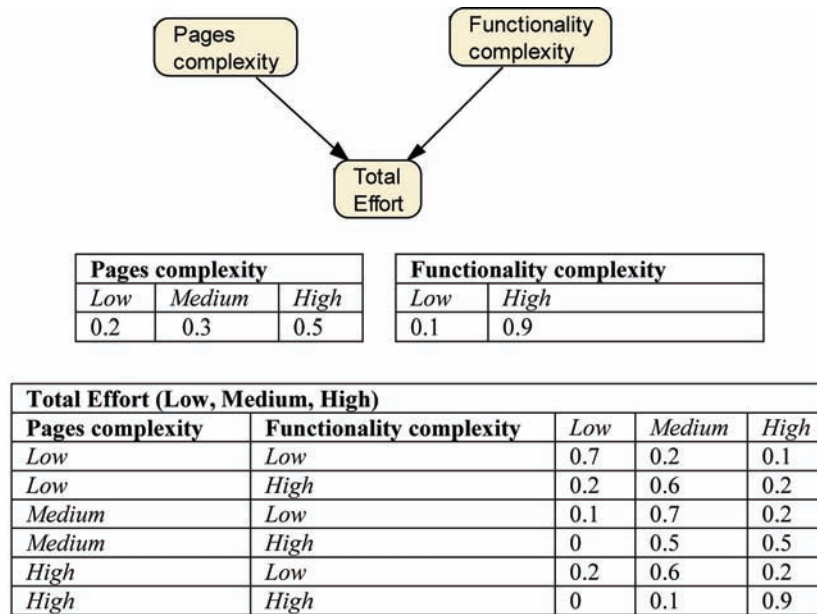 Pages
complexity
Functionality
complexity
Total
Effort
Pages complexity
Low Medium High
0.2 0.3 0.5
Functionality complexity
Low High
0.1 0.9
Total Effort (Low, Medium, High)
Pages complexity Functionality complexity Low Medium High
Low Low 0.7 0.2 0.1
Low High 0.2 0.6 0.2
Medium Low 0.1 0.7 0.2
Medium High 0 0.5 0.5
High Low 0.2 0.6 0.2
High High 0 0.1 0.9